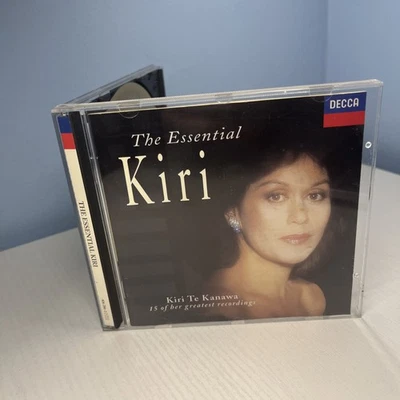 DECCA
The Essential
Kiri
Kiri Te Kanawa
15 of her greatest recordings
THE ESSENTIAL KIRI